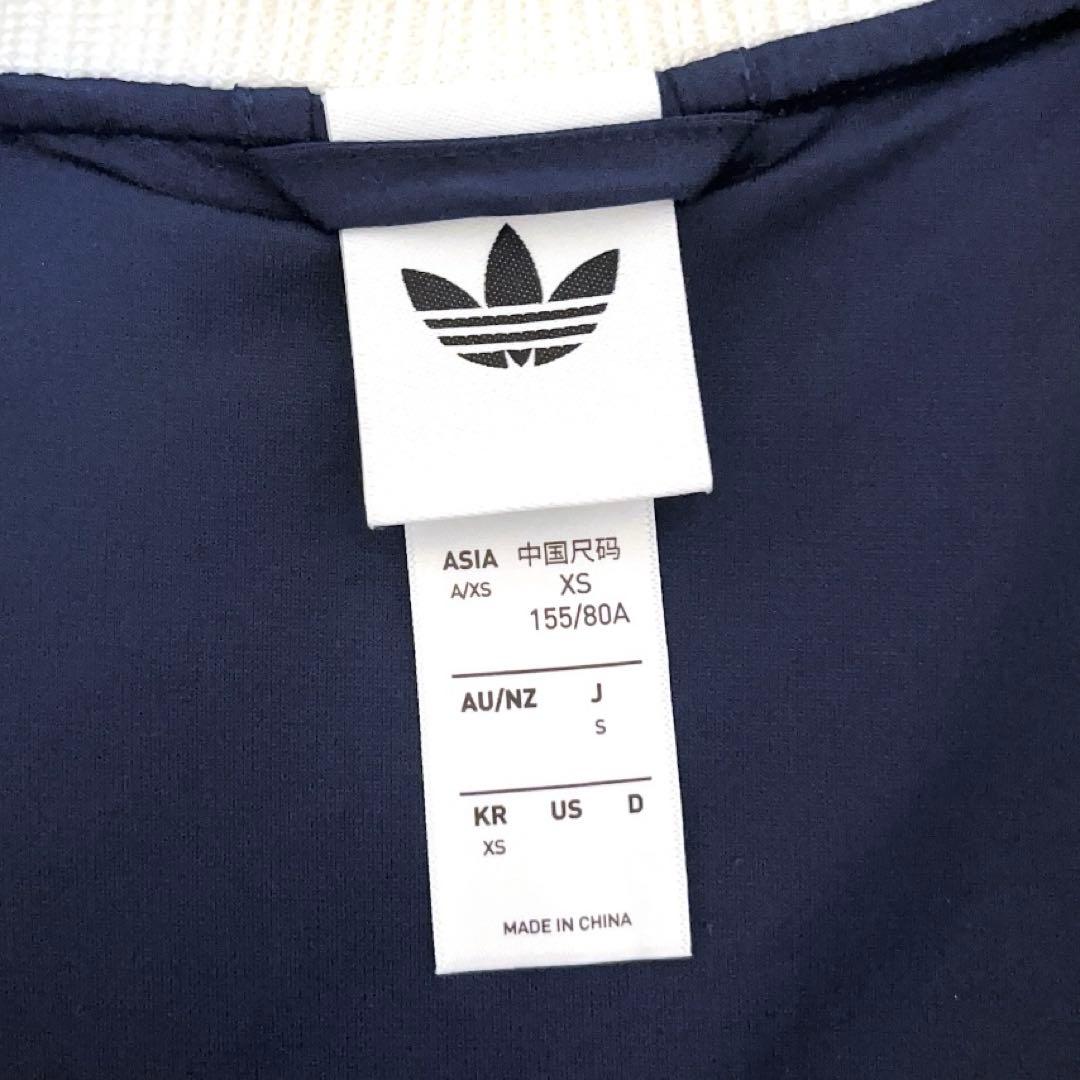 ASIA 中国尺码
A/XS XS
155/80A
AU/NZ J
S
KR US D
XS
MADE IN CHINA